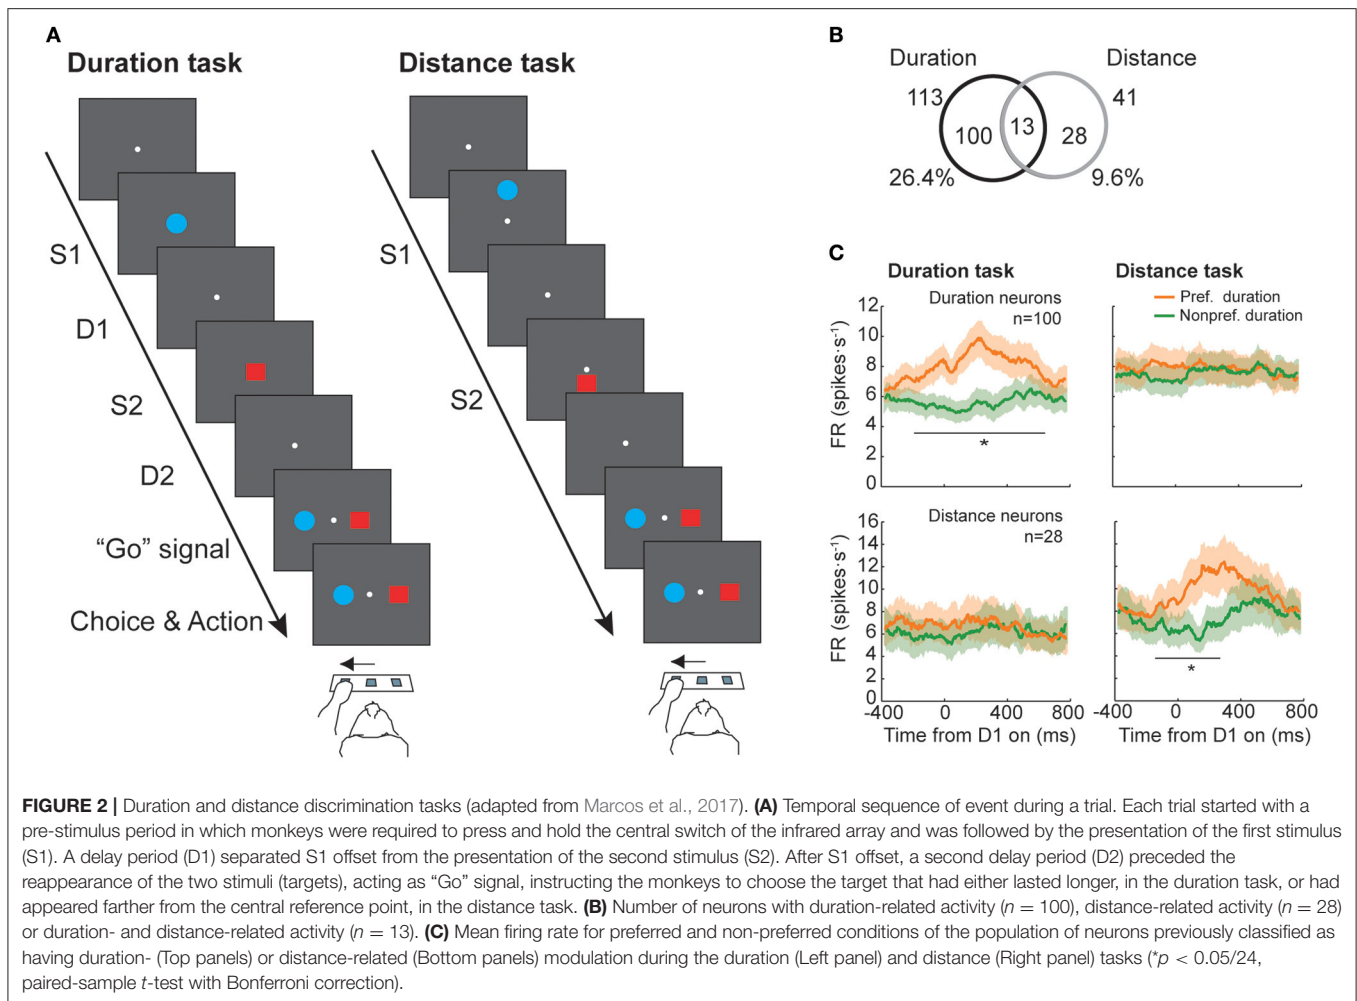 A
Duration task
Distance task
S1
D1
S2
D2
“Go” signal
Choice & Action
S1
S2
B
Duration
Distance
113
41
100
13
28
26.4%
9.6%
C
Duration task
Distance task
Duration neurons
n=100
Pref. duration
Nonpref. duration
12
10
8
6
4
2
0
FR (spikes·s⁻¹)
*
Distance neurons
n=28
16
14
12
10
8
6
4
2
0
FR (spikes·s⁻¹)
*
-400
0
400
800
-400
0
400
800
Time from D1 on (ms)
Time from D1 on (ms)
FIGURE 2 | Duration and distance discrimination tasks (adapted from Marcos et al., 2017). (A) Temporal sequence of event during a trial. Each trial started with a
pre-stimulus period in which monkeys were required to press and hold the central switch of the infrared array and was followed by the presentation of the first stimulus
(S1). A delay period (D1) separated S1 offset from the presentation of the second stimulus (S2). After S1 offset, a second delay period (D2) preceded the
reappearance of the two stimuli (targets), acting as “Go” signal, instructing the monkeys to choose the target that had either lasted longer, in the duration task, or had
appeared farther from the central reference point, in the distance task. (B) Number of neurons with duration-related activity (n = 100), distance-related activity (n = 28)
or duration- and distance-related activity (n = 13). (C) Mean firing rate for preferred and non-preferred conditions of the population of neurons previously classified as
having duration- (Top panels) or distance-related (Bottom panels) modulation during the duration (Left panel) and distance (Right panel) tasks (*p < 0.05/24,
paired-sample t-test with Bonferroni correction).